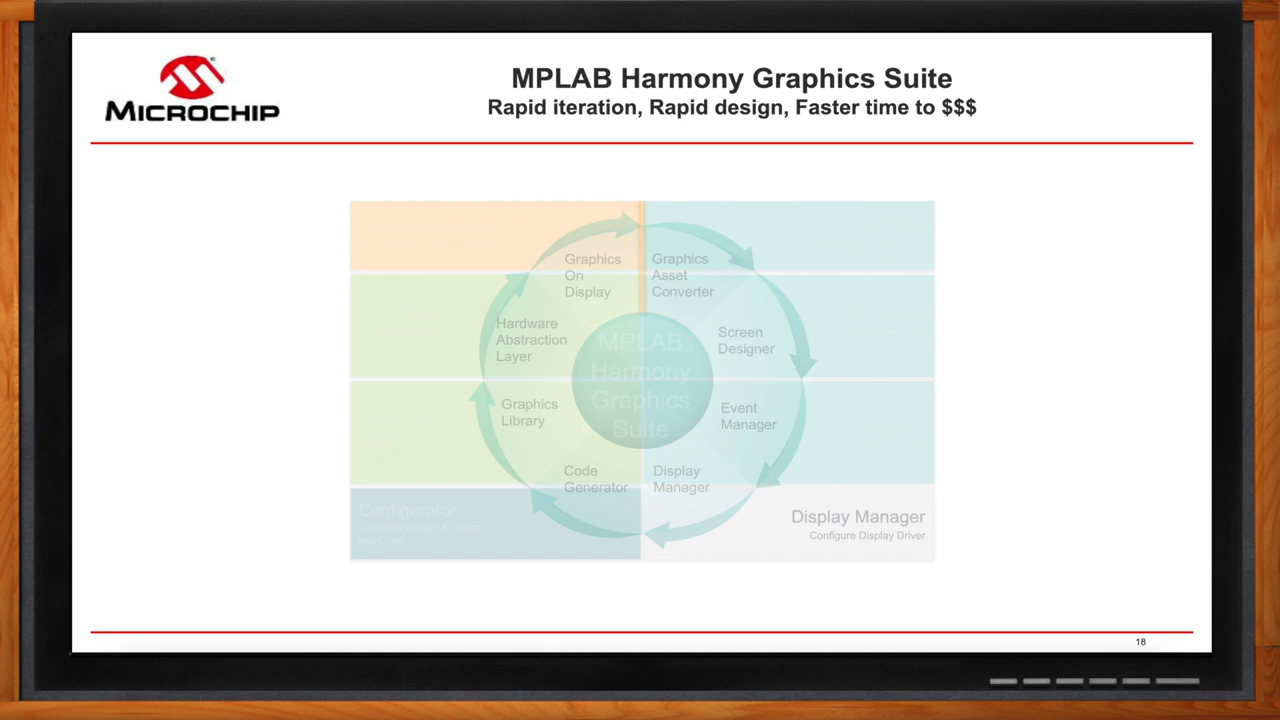 MICROCHIP
MPLAB Harmony Graphics Suite
Rapid iteration, Rapid design, Faster time to $$$
Graphics
On
Display
Graphics
Asset
Converter
Hardware
Abstraction
Layer
Screen
Designer
MPLAB
Harmony
Graphics
Suite
Graphics
Library
Event
Manager
Code
Generator
Display
Manager
Configurator
Display Manager
Configure Display Driver
18